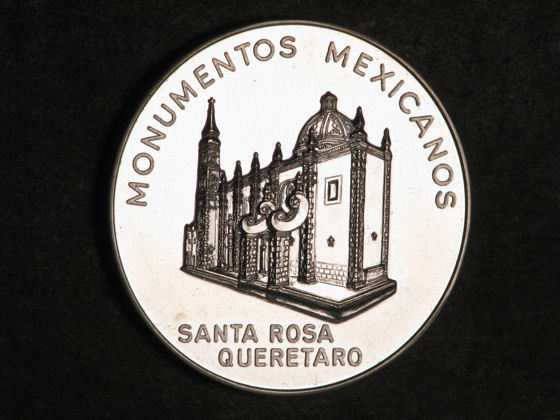 MONUMENTOS MEXICANOS
SANTA ROSA
QUERETARO